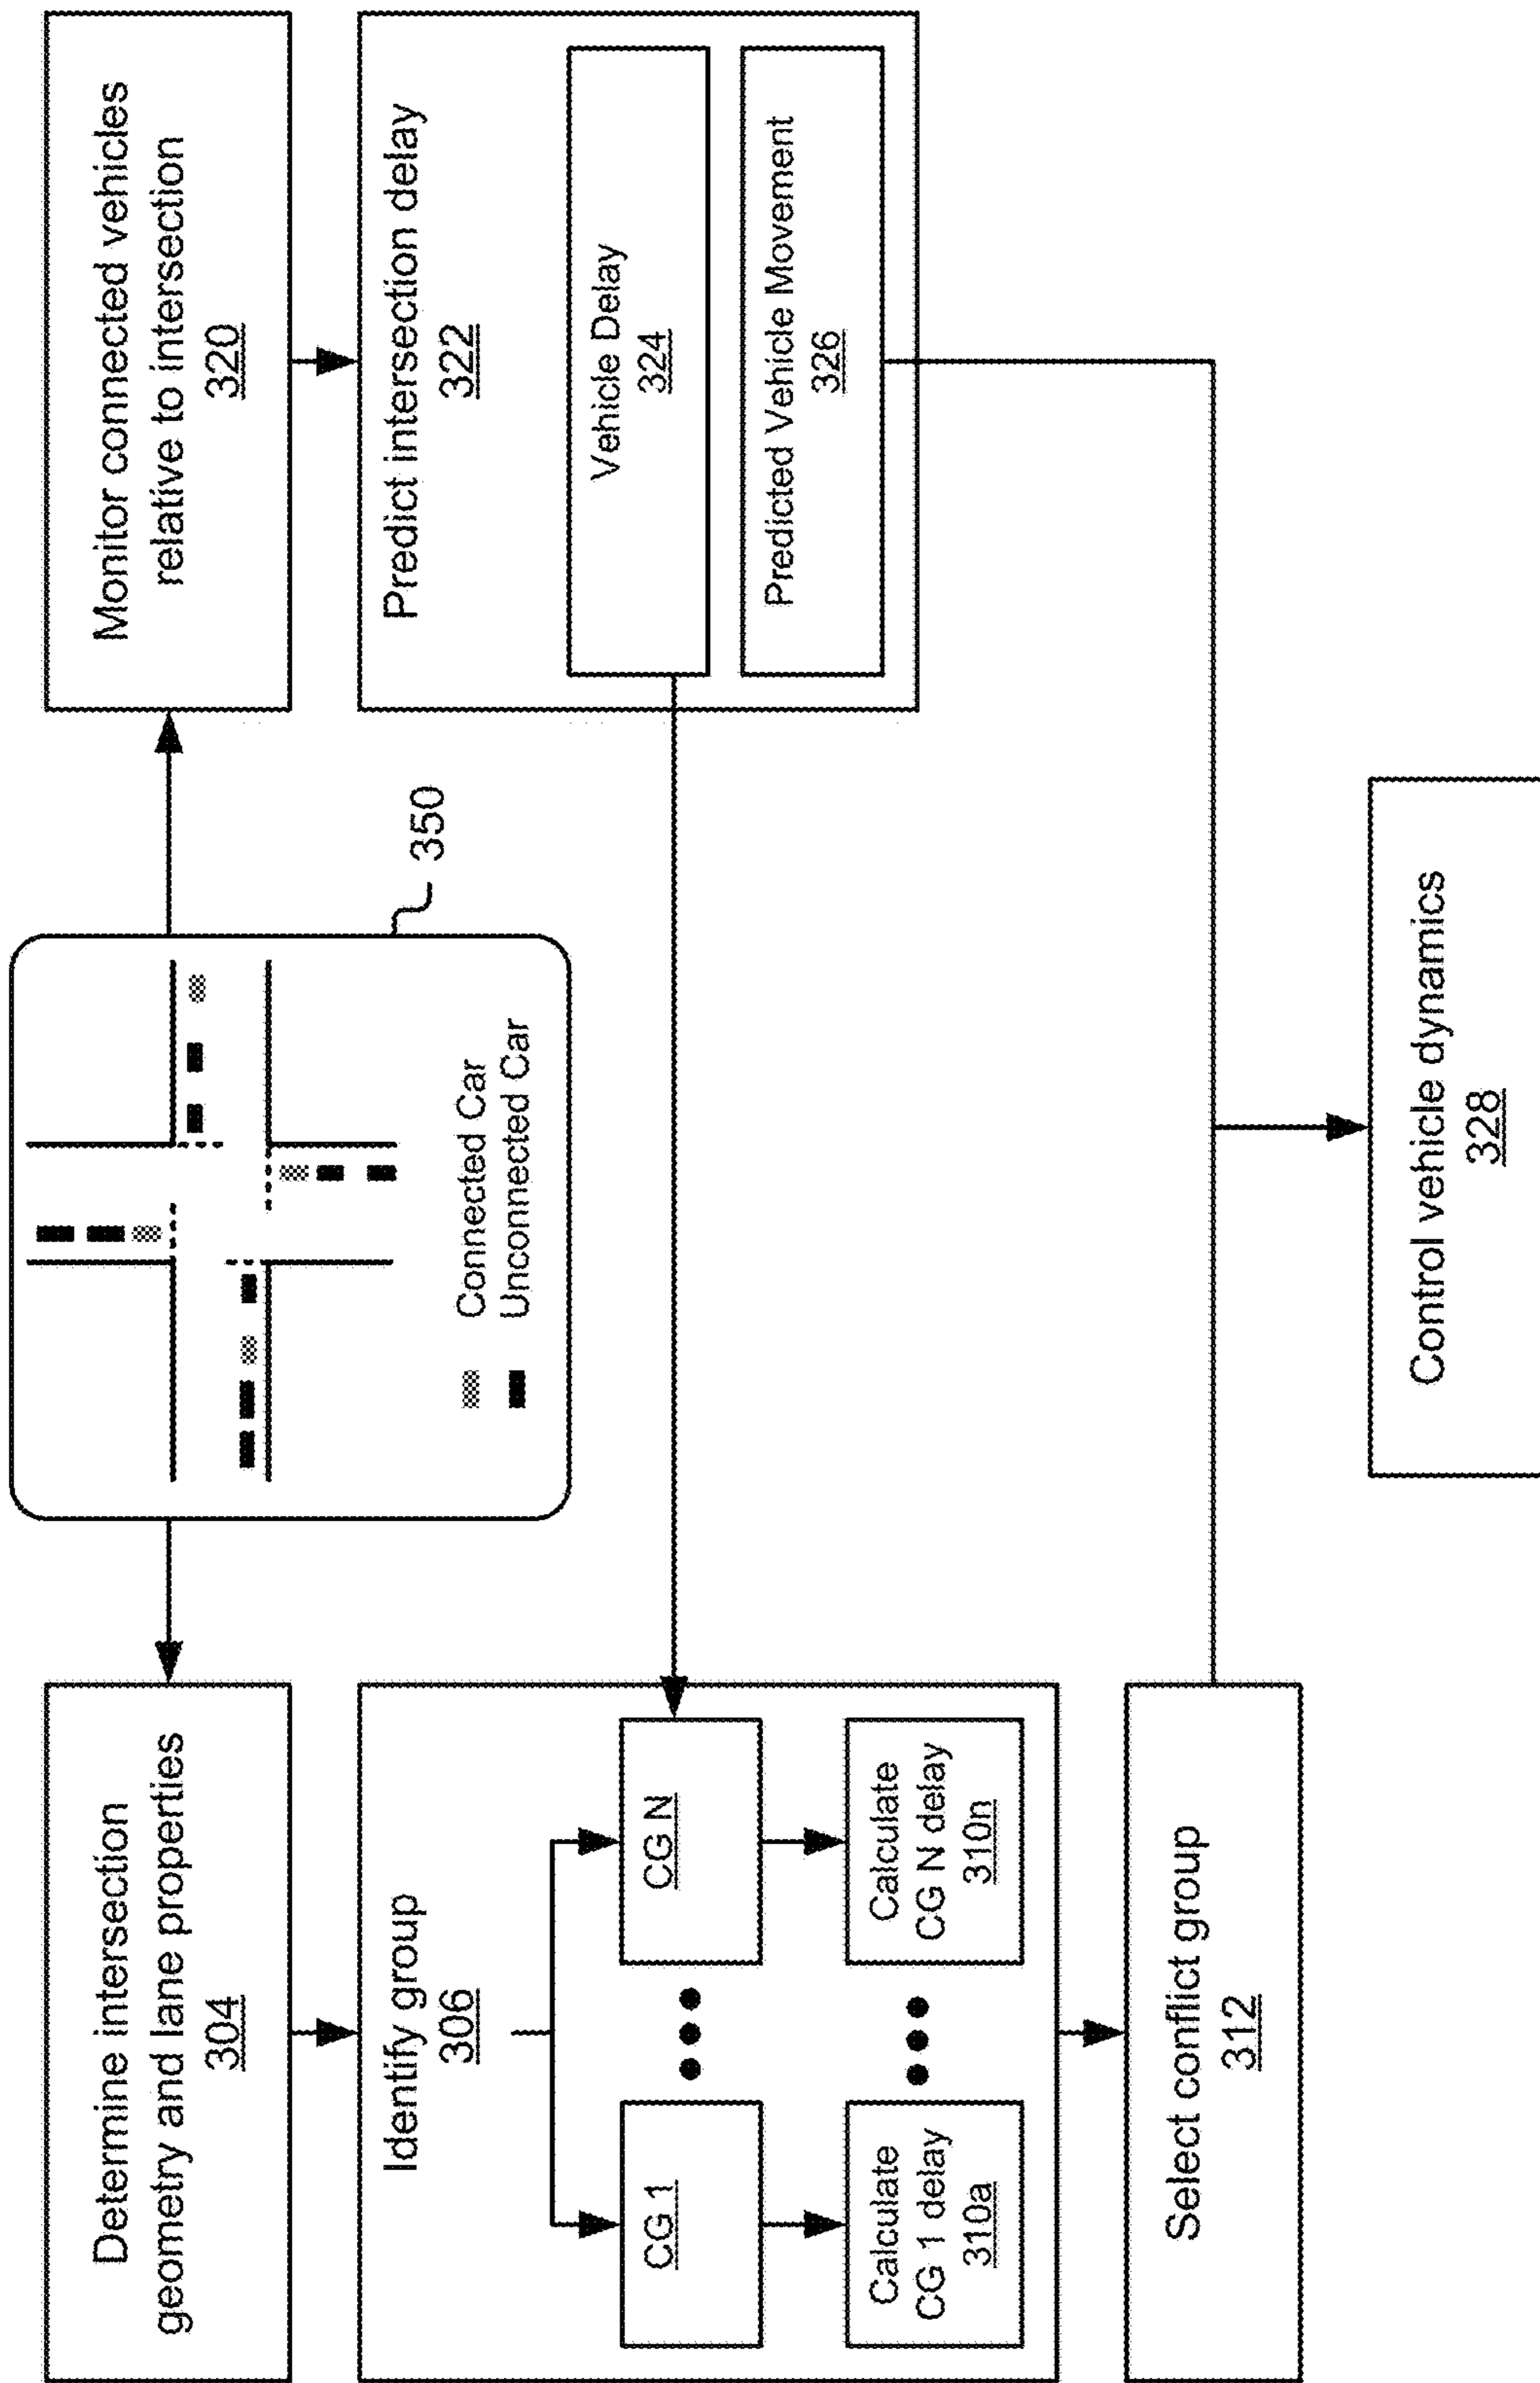 Determine intersection
geometry and lane properties
304
Identify group
306
CG 1
CG N
Calculate
CG 1 delay
310a
Calculate
CG N delay
310n
Select conflict group
312
Connected Car
Unconnected Car
350
Monitor connected vehicles
relative to intersection
320
Predict intersection delay
322
Vehicle Delay
324
Predicted Vehicle Movement
326
Control vehicle dynamics
328